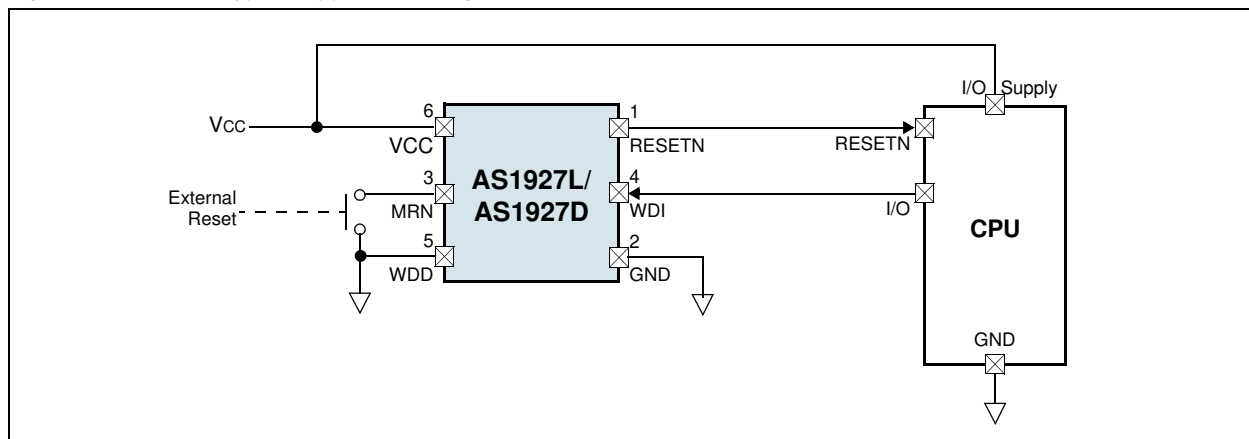 I/O Supply
6
1
VCC
VCC
RESETN
RESETN
3
AS1927L/
AS1927D
4
External
Reset
MRN
WDI
I/O
CPU
5
2
WDD
GND
GND